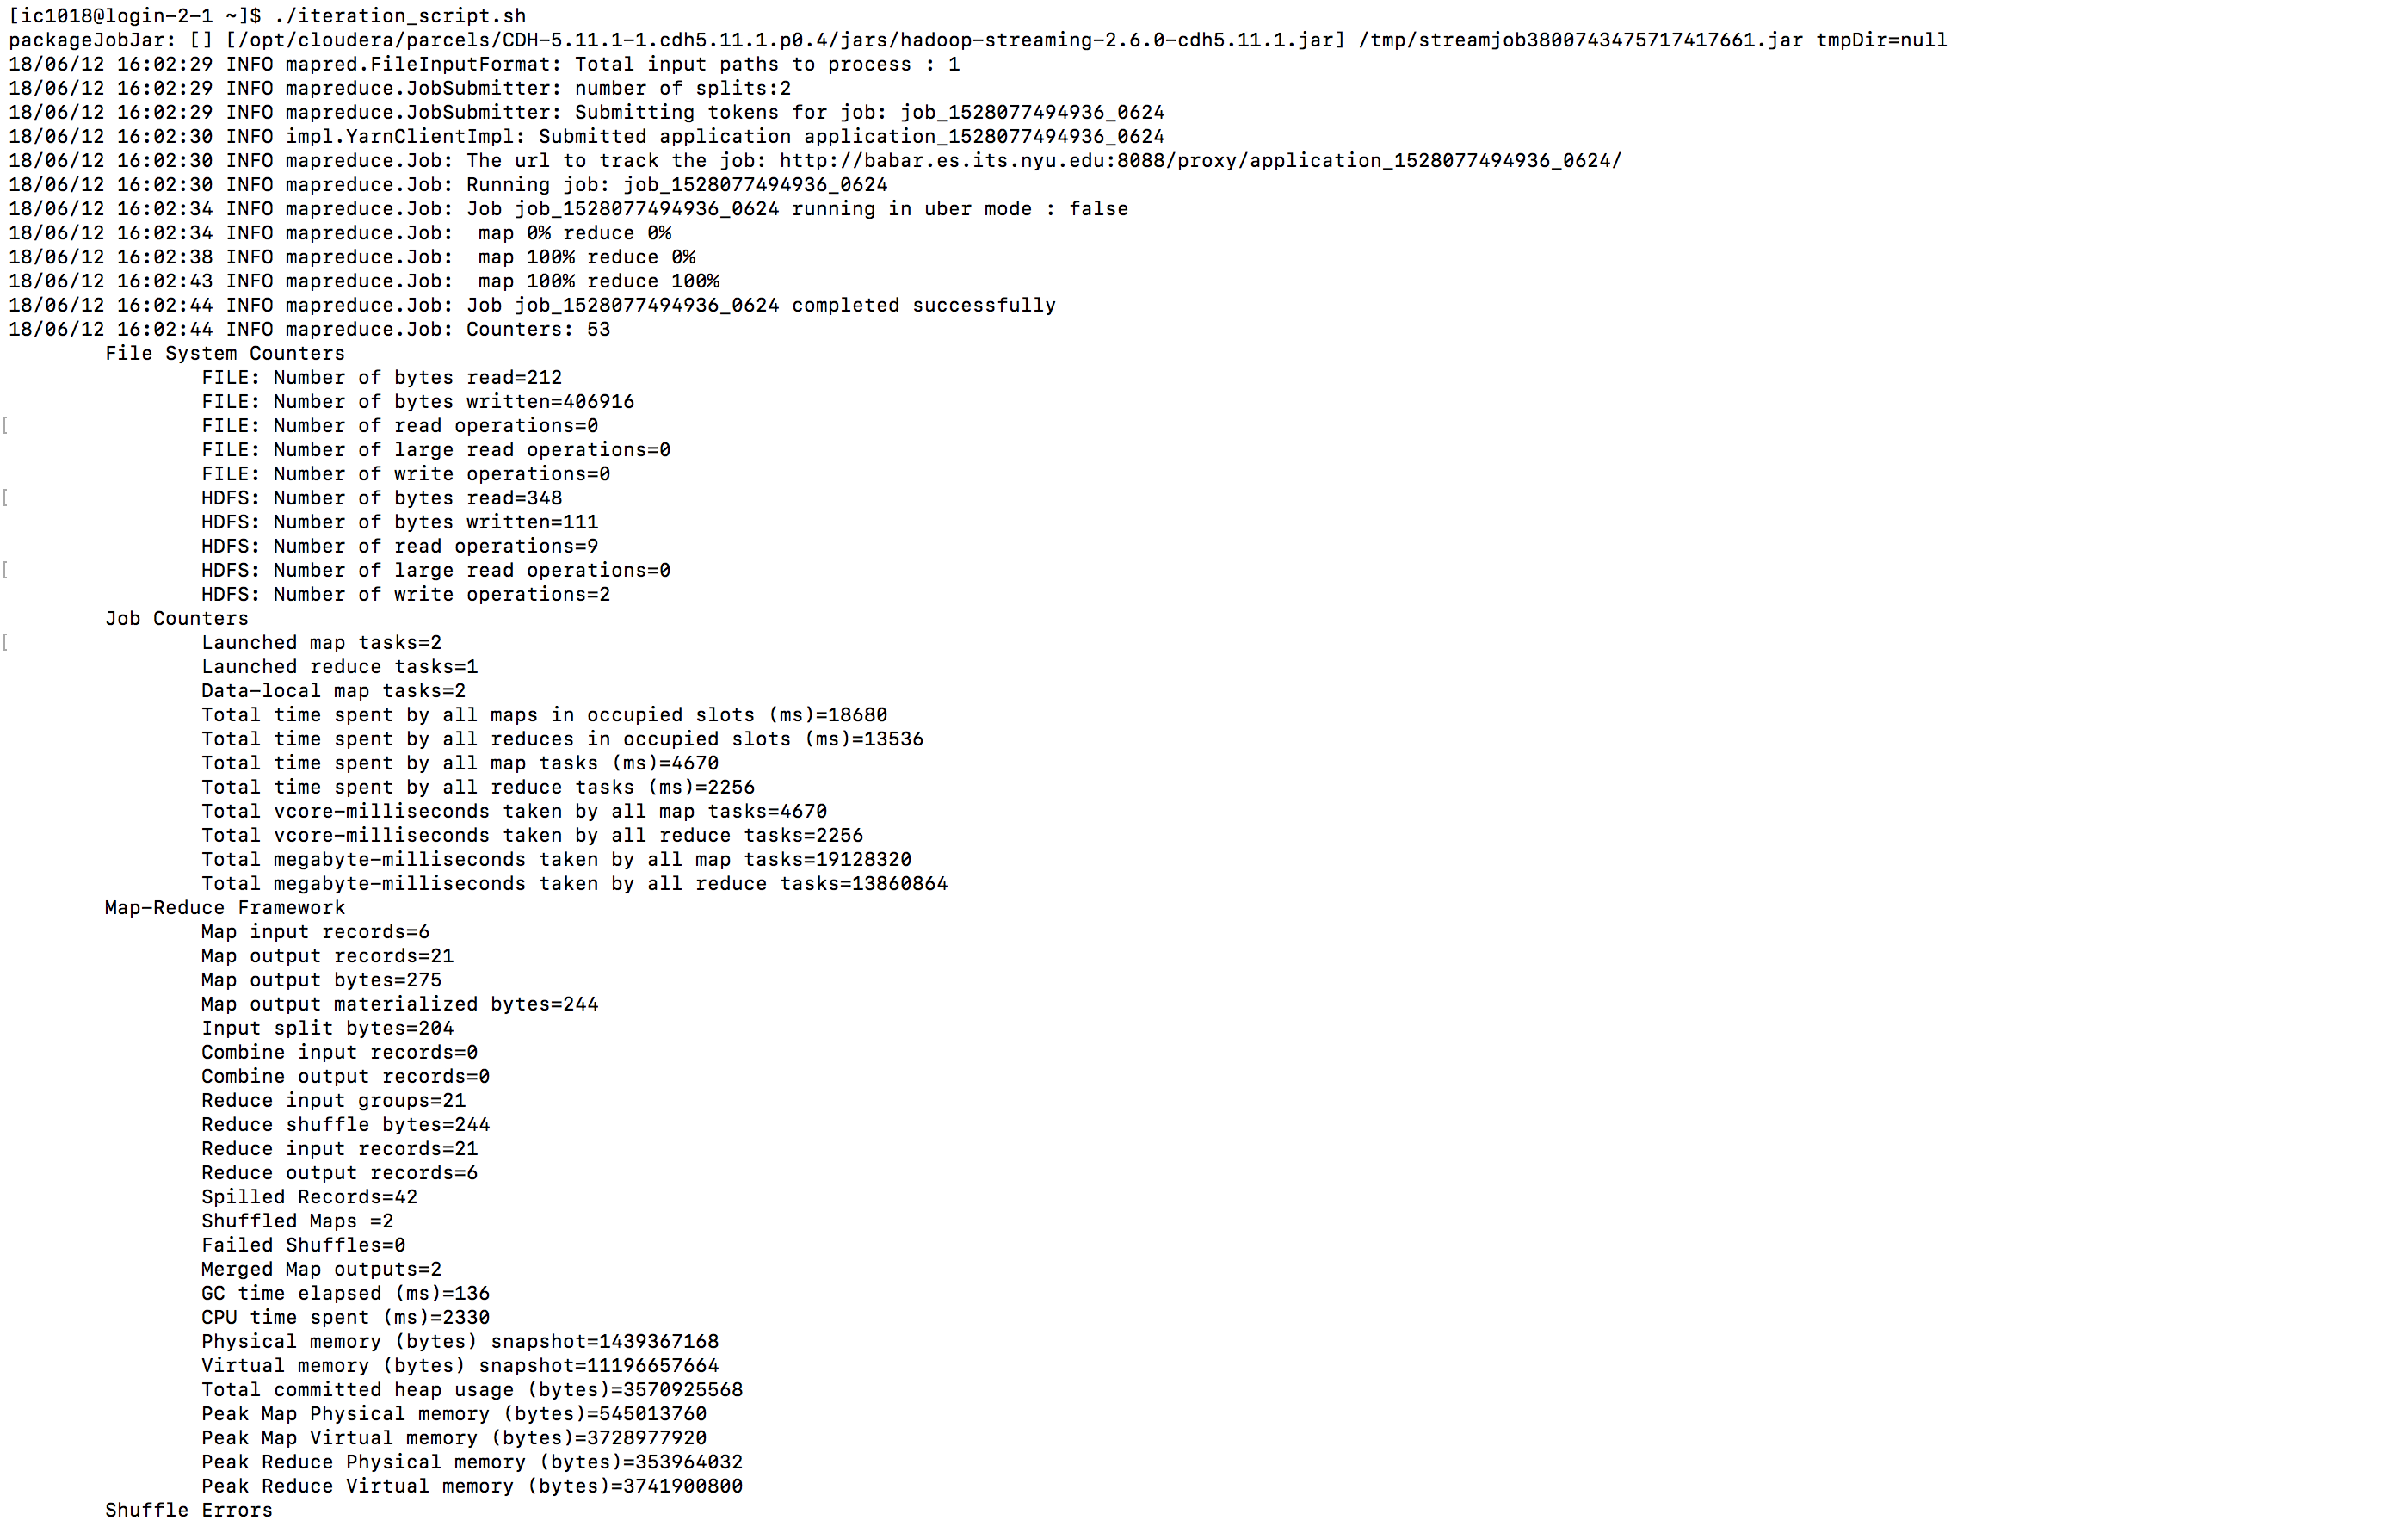 [ic1018@login-2-1 ~]$ ./iteration_script.sh
packageJobJar: [] [/opt/cloudera/parcels/CDH-5.11.1-1.cdh5.11.1.p0.4/jars/hadoop-streaming-2.6.0-cdh5.11.1.jar] /tmp/streamjob3800743475717417661.jar tmpDir=null
18/06/12 16:02:29 INFO mapred.FileInputFormat: Total input paths to process : 1
18/06/12 16:02:29 INFO mapreduce.JobSubmitter: number of splits:2
18/06/12 16:02:29 INFO mapreduce.JobSubmitter: Submitting tokens for job: job_1528077494936_0624
18/06/12 16:02:30 INFO impl.YarnClientImpl: Submitted application application_1528077494936_0624
18/06/12 16:02:30 INFO mapreduce.Job: The url to track the job: http://babar.es.its.nyu.edu:8088/proxy/application_1528077494936_0624/
18/06/12 16:02:30 INFO mapreduce.Job: Running job: job_1528077494936_0624
18/06/12 16:02:34 INFO mapreduce.Job: Job job_1528077494936_0624 running in uber mode : false
18/06/12 16:02:34 INFO mapreduce.Job:  map 0% reduce 0%
18/06/12 16:02:38 INFO mapreduce.Job:  map 100% reduce 0%
18/06/12 16:02:43 INFO mapreduce.Job:  map 100% reduce 100%
18/06/12 16:02:44 INFO mapreduce.Job: Job job_1528077494936_0624 completed successfully
18/06/12 16:02:44 INFO mapreduce.Job: Counters: 53
File System Counters
FILE: Number of bytes read=212
FILE: Number of bytes written=406916
[ FILE: Number of read operations=0
FILE: Number of large read operations=0
FILE: Number of write operations=0
[ HDFS: Number of bytes read=348
HDFS: Number of bytes written=111
HDFS: Number of read operations=9
[ HDFS: Number of large read operations=0
HDFS: Number of write operations=2
Job Counters
[ Launched map tasks=2
Launched reduce tasks=1
Data-local map tasks=2
Total time spent by all maps in occupied slots (ms)=18680
Total time spent by all reduces in occupied slots (ms)=13536
Total time spent by all map tasks (ms)=4670
Total time spent by all reduce tasks (ms)=2256
Total vcore-milliseconds taken by all map tasks=4670
Total vcore-milliseconds taken by all reduce tasks=2256
Total megabyte-milliseconds taken by all map tasks=19128320
Total megabyte-milliseconds taken by all reduce tasks=13860864
Map-Reduce Framework
Map input records=6
Map output records=21
Map output bytes=275
Map output materialized bytes=244
Input split bytes=204
Combine input records=0
Combine output records=0
Reduce input groups=21
Reduce shuffle bytes=244
Reduce input records=21
Reduce output records=6
Spilled Records=42
Shuffled Maps =2
Failed Shuffles=0
Merged Map outputs=2
GC time elapsed (ms)=136
CPU time spent (ms)=2330
Physical memory (bytes) snapshot=1439367168
Virtual memory (bytes) snapshot=11196657664
Total committed heap usage (bytes)=3570925568
Peak Map Physical memory (bytes)=545013760
Peak Map Virtual memory (bytes)=3728977920
Peak Reduce Physical memory (bytes)=353964032
Peak Reduce Virtual memory (bytes)=3741900800
Shuffle Errors